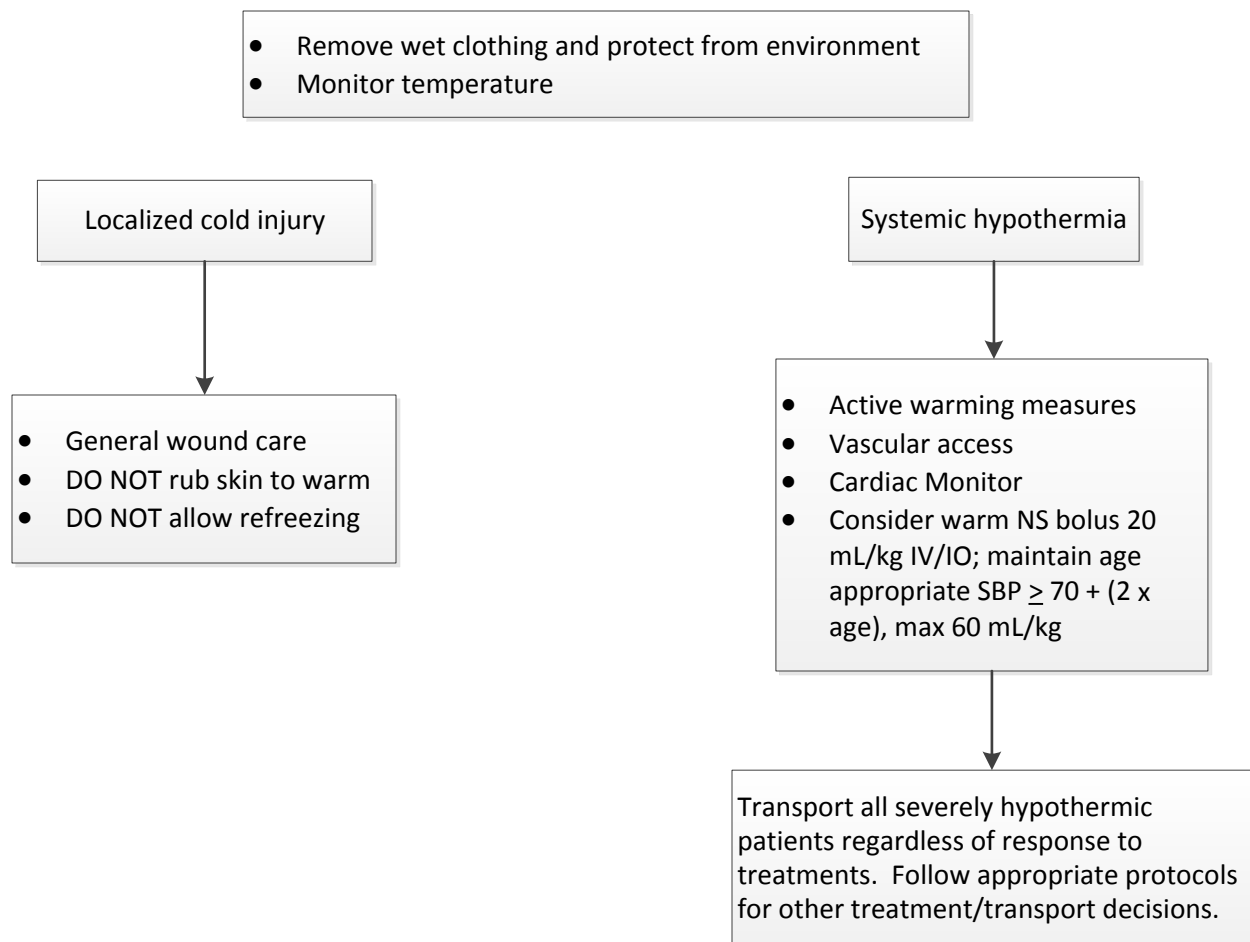 • Remove wet clothing and protect from environment
• Monitor temperature
Localized cold injury
Systemic hypothermia
• General wound care
• DO NOT rub skin to warm
• DO NOT allow refreezing
• Active warming measures
• Vascular access
• Cardiac Monitor
• Consider warm NS bolus 20
mL/kg IV/IO; maintain age
appropriate SBP ≥ 70 + (2 x
age), max 60 mL/kg
Transport all severely hypothermic
patients regardless of response to
treatments.  Follow appropriate protocols
for other treatment/transport decisions.